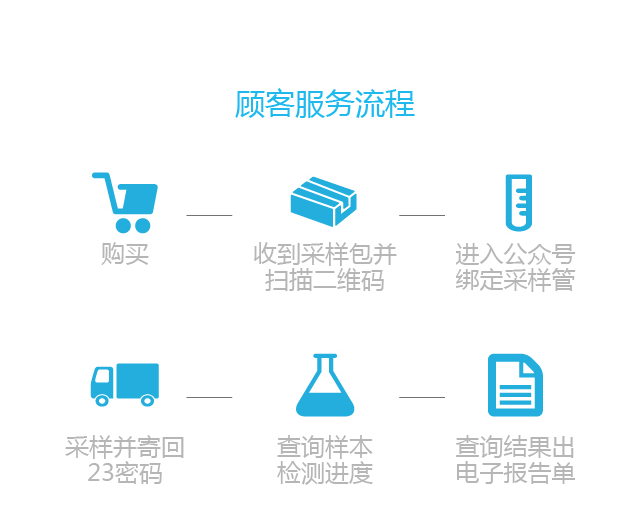 顾客服务流程
购买
收到采样包并
扫描二维码
进入公众号
绑定采样管
采样并寄回
23密码
查询样本
检测进度
查询结果出
电子报告单